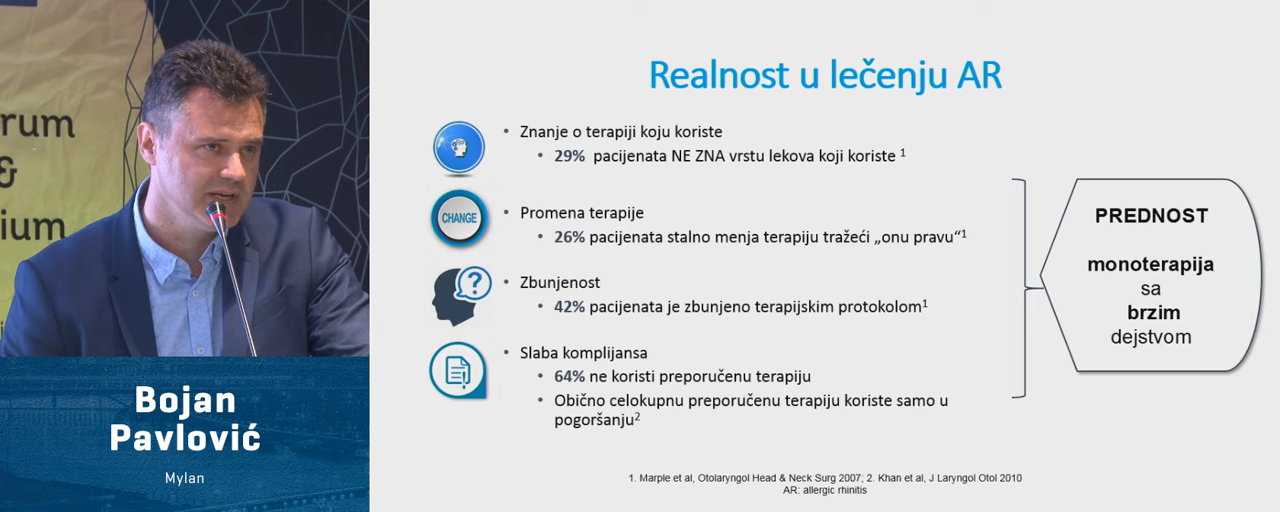 rum
&
ium
Bojan
Pavlović
Mylan
Realnost u lečenju AR
• Znanje o terapiji koju koriste
• 29% pacijenata NE ZNA vrstu lekova koji koriste 1
CHANGE
• Promena terapije
• 26% pacijenata stalno menja terapiju tražeći „onu pravu“1
?
• Zbunjenost
• 42% pacijenata je zbunjeno terapijskim protokolom1
• Slaba komplijansa
• 64% ne koristi preporučenu terapiju
• Obično celokupnu preporučenu terapiju koriste samo u
pogoršanju2
PREDNOST
monoterapija
sa
brzim
dejstvom
1. Marple et al, Otolaryngol Head & Neck Surg 2007; 2. Khan et al, J Laryngol Otol 2010
AR: allergic rhinitis